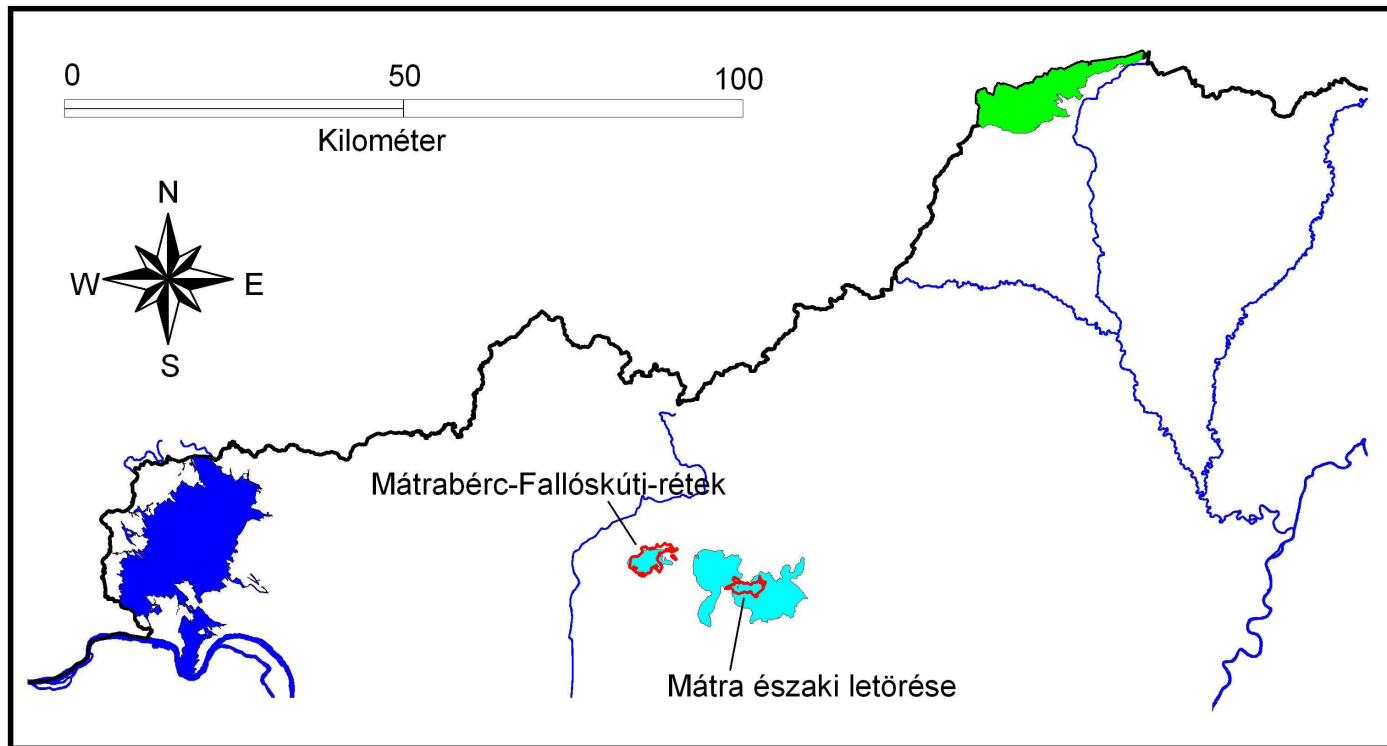 0 50 100
Kilométer
N
W E
S
Mátrabérc-Fallóskúti-rétek
Mátra északi letörése